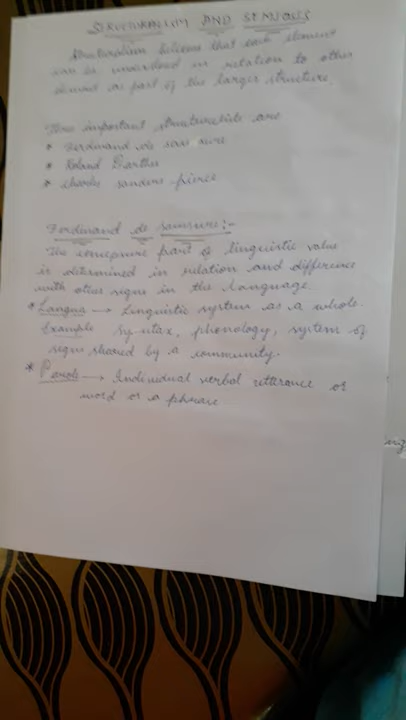 STRUCTURALISM AND
Structuralism believes that each element
can be understood in relation to other
element as part of the larger structure.
Three important structuralists are
* Ferdinand de saussure
* Roland Barthes
* charles sanders pierce
Ferdinand de saussure:-
The conceptual part of linguistic value
is determined in relation and difference
with other signs in the language.
* Langua → Linguistic system as a whole.
Example syntax, phonology, system of
signs shared by a community.
* Parole → Individual verbal utterance or
word or a phrase